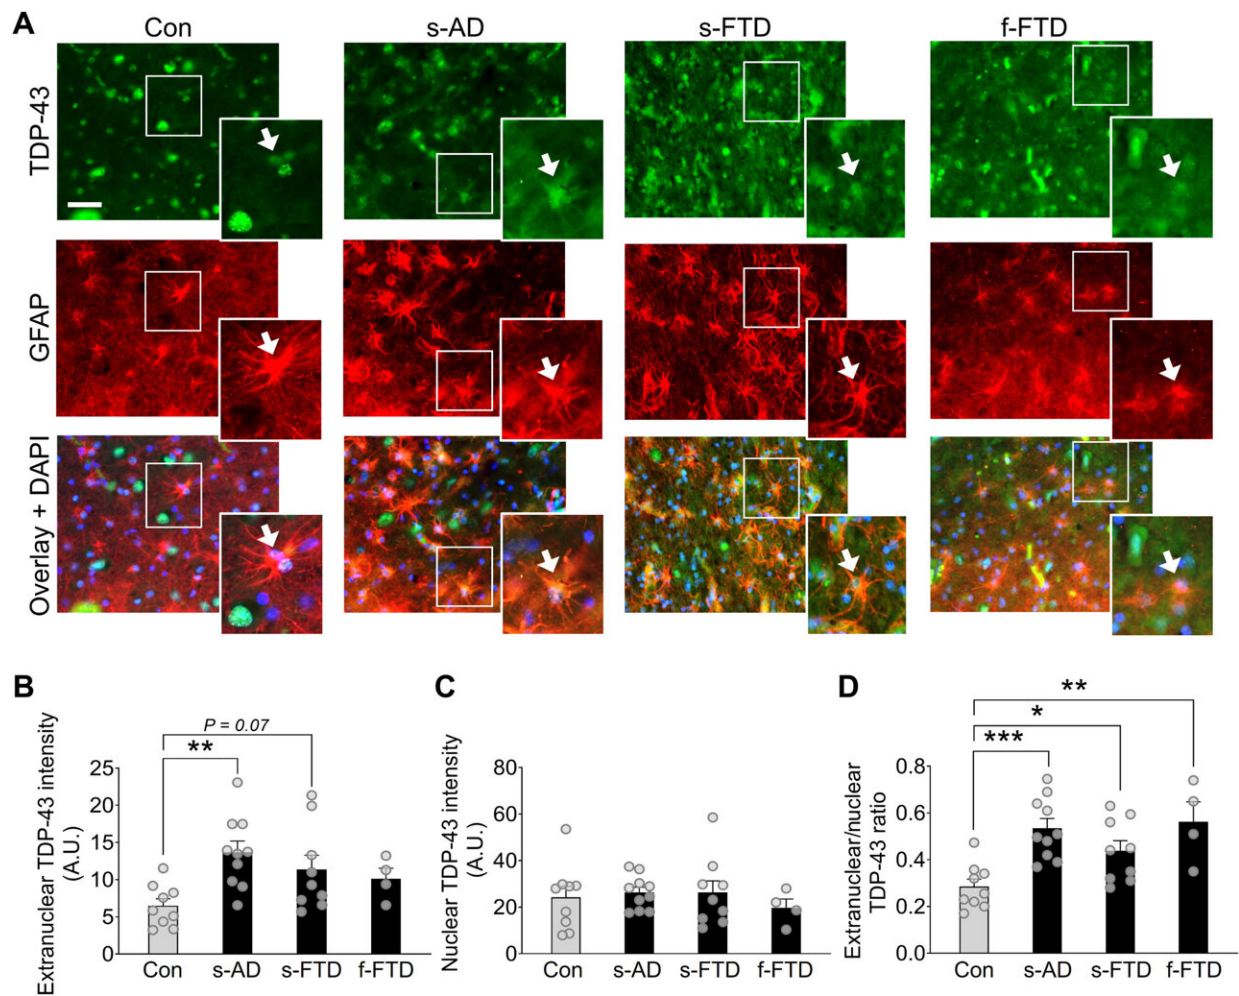 A
Con
s-AD
s-FTD
f-FTD
TDP-43
GFAP
Overlay + DAPI
B
Extranuclear TDP-43 intensity
(A.U.)
P = 0.07
**
25
20
15
10
5
0
Con
s-AD
s-FTD
f-FTD
C
Nuclear TDP-43 intensity
(A.U.)
80
60
40
20
0
Con
s-AD
s-FTD
f-FTD
D
Extranuclear/nuclear
TDP-43 ratio
**
*
***
0.8
0.6
0.4
0.2
0.0
Con
s-AD
s-FTD
f-FTD